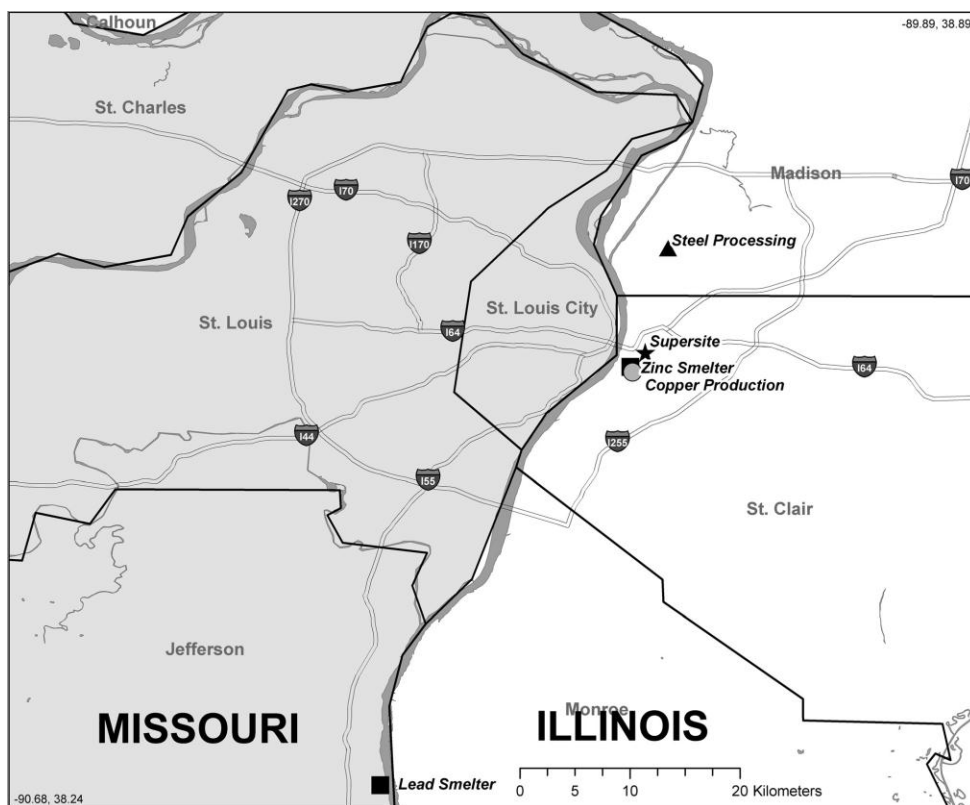 Calhoun
-89.89, 38.89
St. Charles
Madison
I70
I70
I270
I170
Steel Processing
St. Louis
St. Louis City
I64
Supersite
Zinc Smelter
I64
Copper Production
I44
I255
I55
St. Clair
Jefferson
Monroe
MISSOURI
ILLINOIS
Lead Smelter
0 5 10 20 Kilometers
-90.68, 38.24